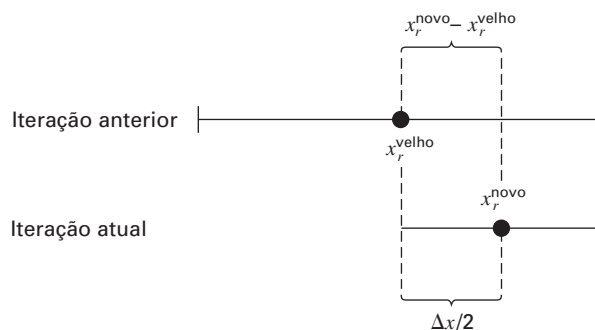 x_r^novo – x_r^velho
Iteração anterior
x_r^velho
x_r^novo
Iteração atual
Δx/2